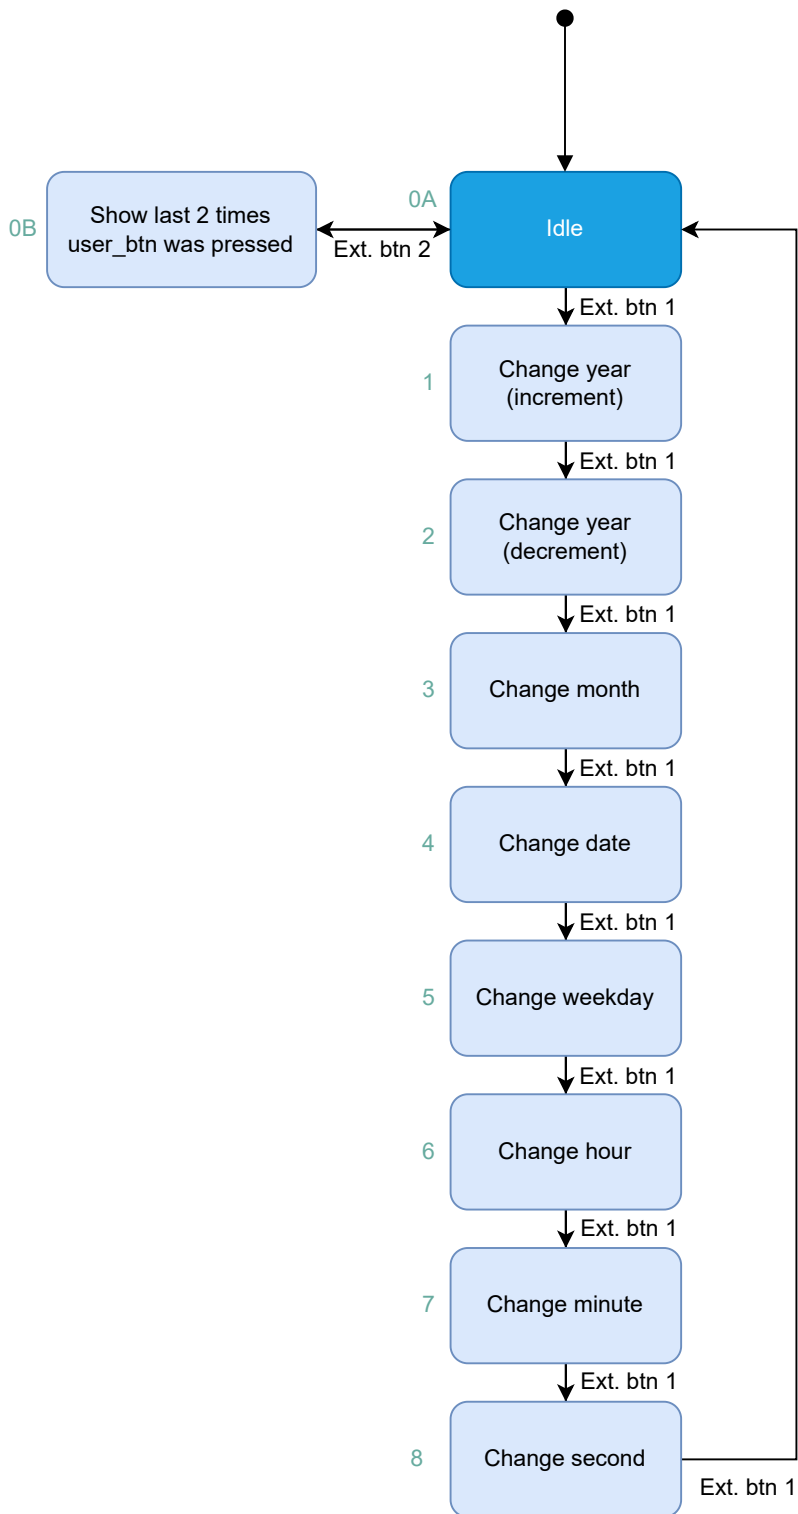 0A
0B
Show last 2 times
user_btn was pressed
Ext. btn 2
Idle
Ext. btn 1
1
Change year
(increment)
Ext. btn 1
2
Change year
(decrement)
Ext. btn 1
3
Change month
Ext. btn 1
4
Change date
Ext. btn 1
5
Change weekday
Ext. btn 1
6
Change hour
Ext. btn 1
7
Change minute
Ext. btn 1
8
Change second
Ext. btn 1